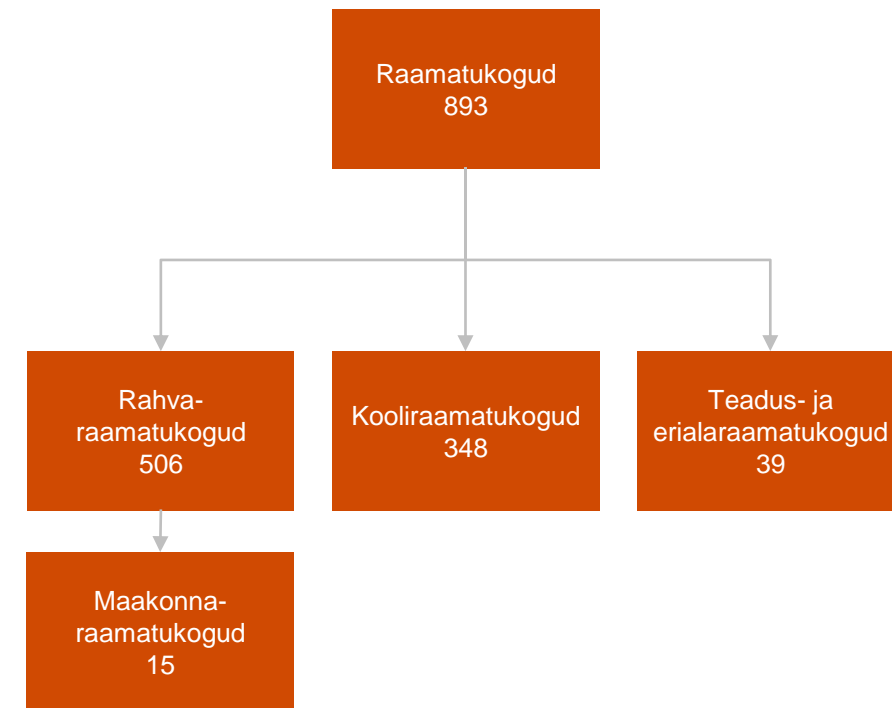 Raamatukogud
893
Rahva-
raamatukogud
506
Kooliraamatukogud
348
Teadus- ja
erialaraamatukogud
39
Maakonna-
raamatukogud
15